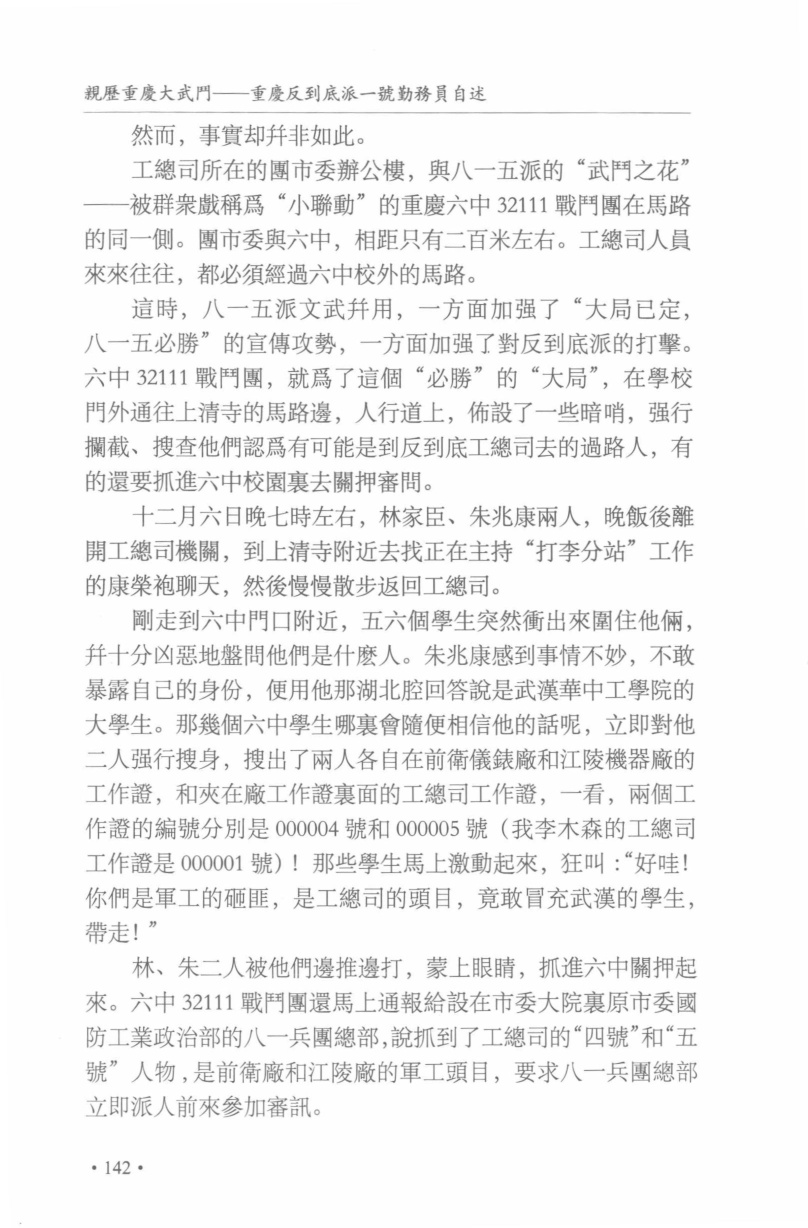 親歷重慶大武鬥——重慶反到底派一號勤務員自述
然而，事實却幷非如此。
工總司所在的團市委辦公樓，與八一五派的“武鬥之花”
——被群衆戲稱爲“小聯動”的重慶六中 32111 戰鬥團在馬路
的同一側。團市委與六中，相距只有二百米左右。工總司人員
來來往往，都必須經過六中校外的馬路。
這時，八一五派文武幷用，一方面加强了“大局已定，
八一五必勝”的宣傳攻勢，一方面加强了對反到底派的打擊。
六中 32111 戰鬥團，就爲了這個“必勝”的“大局”，在學校
門外通往上清寺的馬路邊，人行道上，佈設了一些暗哨，强行
攔截、搜查他們認爲有可能是到反到底工總司去的過路人，有
的還要抓進六中校園裏去關押審問。
十二月六日晚七時左右，林家臣、朱兆康兩人，晚飯後離
開工總司機關，到上清寺附近去找正在主持“打李分站”工作
的康榮袍聊天，然後慢慢散步返回工總司。
剛走到六中門口附近，五六個學生突然衝出來圍住他倆，
幷十分凶惡地盤問他們是什麽人。朱兆康感到事情不妙，不敢
暴露自己的身份，便用他那湖北腔回答說是武漢華中工學院的
大學生。那幾個六中學生哪裏會隨便相信他的話呢，立即對他
二人强行搜身，搜出了兩人各自在前衛儀錶廠和江陵機器廠的
工作證，和夾在廠工作證裏面的工總司工作證，一看，兩個工
作證的編號分別是 000004 號和 000005 號（我李木森的工總司
工作證是 000001 號）！那些學生馬上激動起來，狂叫：“好哇！
你們是軍工的砸匪，是工總司的頭目，竟敢冒充武漢的學生，
帶走！”
林、朱二人被他們邊推邊打，蒙上眼睛，抓進六中關押起
來。六中 32111 戰鬥團還馬上通報給設在市委大院裏原市委國
防工業政治部的八一兵團總部，說抓到了工總司的“四號”和“五
號”人物，是前衛廠和江陵廠的軍工頭目，要求八一兵團總部
立即派人前來參加審訊。
·142·